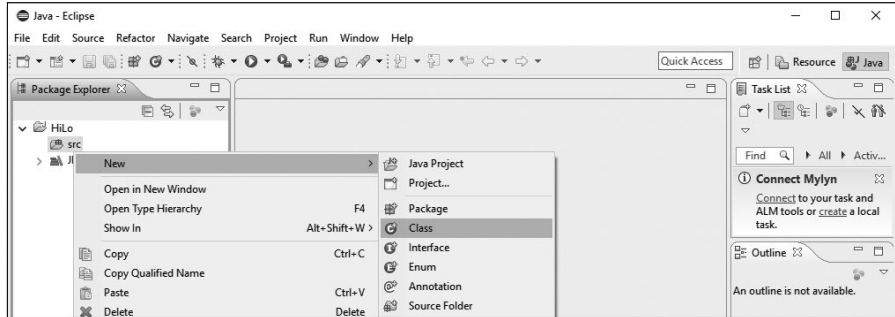 Java - Eclipse
File Edit Source Refactor Navigate Search Project Run Window Help
Quick Access
Resource
Java
Package Explorer
HiLo
src
New
Open in New Window
Open Type Hierarchy F4
Show In Alt+Shift+W >
Copy Ctrl+C
Copy Qualified Name
Paste Ctrl+V
Delete Delete
Java Project
Project...
Package
Class
Interface
Enum
Annotation
Source Folder
Task List
Find All Activ...
Connect Mylyn
Connect to your task and
ALM tools or create a local
task.
Outline
An outline is not available.